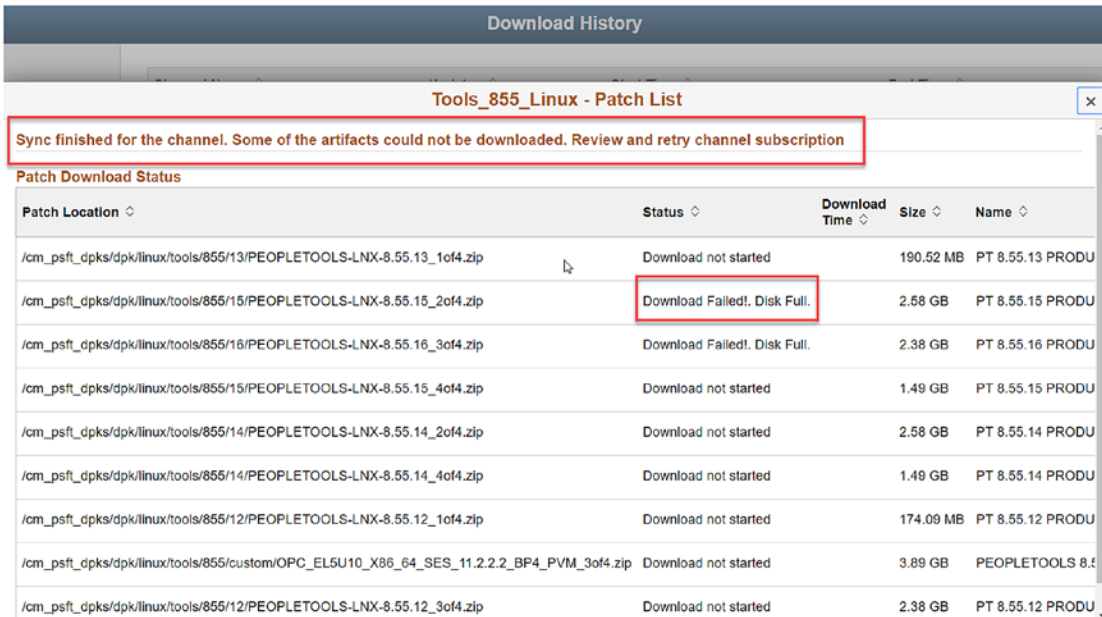 Download History
Tools_855_Linux - Patch List
Sync finished for the channel. Some of the artifacts could not be downloaded. Review and retry channel subscription
Patch Download Status
Patch Location Status Download Time Size Name
/cm_psft_dpks/dpk/linux/tools/855/13/PEOPLETOOLS-LNX-8.55.13_1of4.zip Download not started 190.52 MB PT 8.55.13 PRODU
/cm_psft_dpks/dpk/linux/tools/855/15/PEOPLETOOLS-LNX-8.55.15_2of4.zip Download Failed!. Disk Full. 2.58 GB PT 8.55.15 PRODU
/cm_psft_dpks/dpk/linux/tools/855/16/PEOPLETOOLS-LNX-8.55.16_3of4.zip Download Failed!. Disk Full. 2.38 GB PT 8.55.16 PRODU
/cm_psft_dpks/dpk/linux/tools/855/15/PEOPLETOOLS-LNX-8.55.15_4of4.zip Download not started 1.49 GB PT 8.55.15 PRODU
/cm_psft_dpks/dpk/linux/tools/855/14/PEOPLETOOLS-LNX-8.55.14_2of4.zip Download not started 2.58 GB PT 8.55.14 PRODU
/cm_psft_dpks/dpk/linux/tools/855/14/PEOPLETOOLS-LNX-8.55.14_4of4.zip Download not started 1.49 GB PT 8.55.14 PRODU
/cm_psft_dpks/dpk/linux/tools/855/12/PEOPLETOOLS-LNX-8.55.12_1of4.zip Download not started 174.09 MB PT 8.55.12 PRODU
/cm_psft_dpks/dpk/linux/tools/855/custom/OPC_EL5U10_X86_64_SES_11.2.2.2_BP4_PVM_3of4.zip Download not started 3.89 GB PEOPLETOOLS 8.5
/cm_psft_dpks/dpk/linux/tools/855/12/PEOPLETOOLS-LNX-8.55.12_3of4.zip Download not started 2.38 GB PT 8.55.12 PRODU